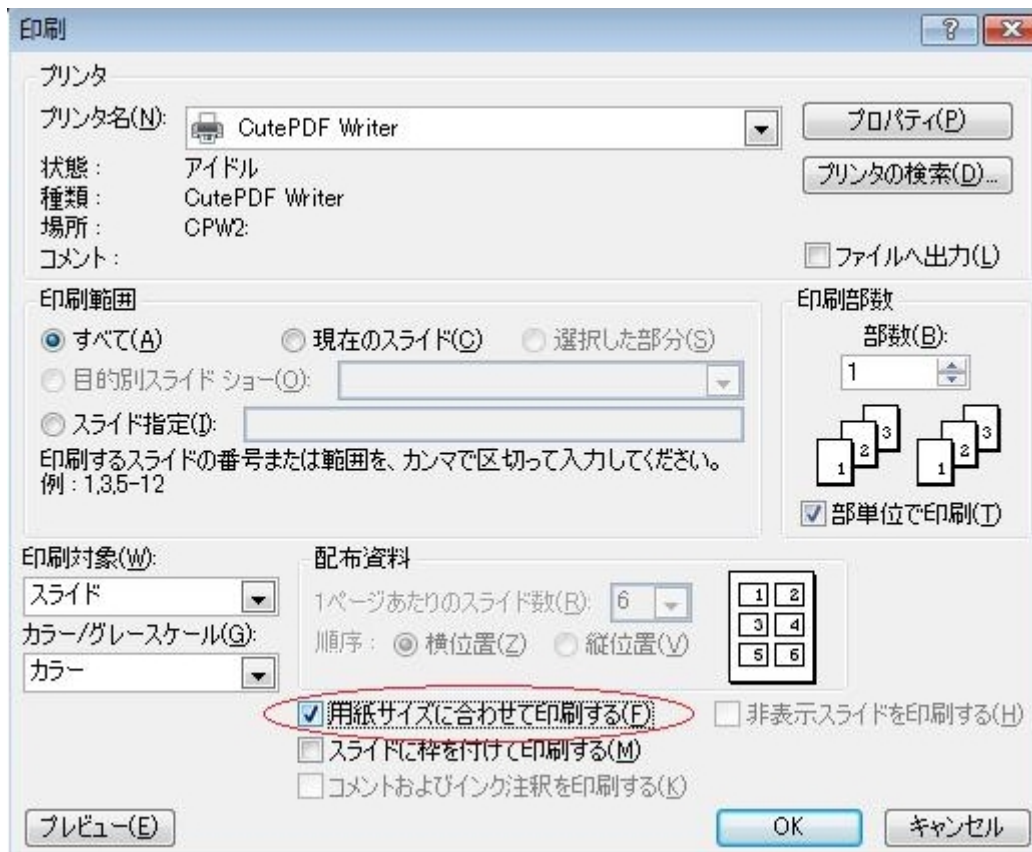 印刷
プリンタ
プリンタ名(N): CutePDF Writer プロパティ(P)
状態: アイドル プリンタの検索(D)...
種類: CutePDF Writer
場所: CPW2:
コメント: ファイルへ出力(L)
印刷範囲
すべて(A) 現在のスライド(C) 選択した部分(S)
目的別スライド ショー(O):
スライド指定(I):
印刷するスライドの番号または範囲を、カンマで区切って入力してください。
例:1,3,5-12
印刷部数
部数(B):
1
1 2 3 1 2 3
部単位で印刷(T)
印刷対象(W):
スライド
カラー/グレースケール(G):
カラー
配布資料
1ページあたりのスライド数(R): 6
順序: 横位置(Z) 縦位置(V)
1 2
3 4
5 6
用紙サイズに合わせて印刷する(F) 非表示スライドを印刷する(H)
スライドに枠を付けて印刷する(M)
コメントおよびインク注釈を印刷する(K)
プレビュー(E) OK キャンセル